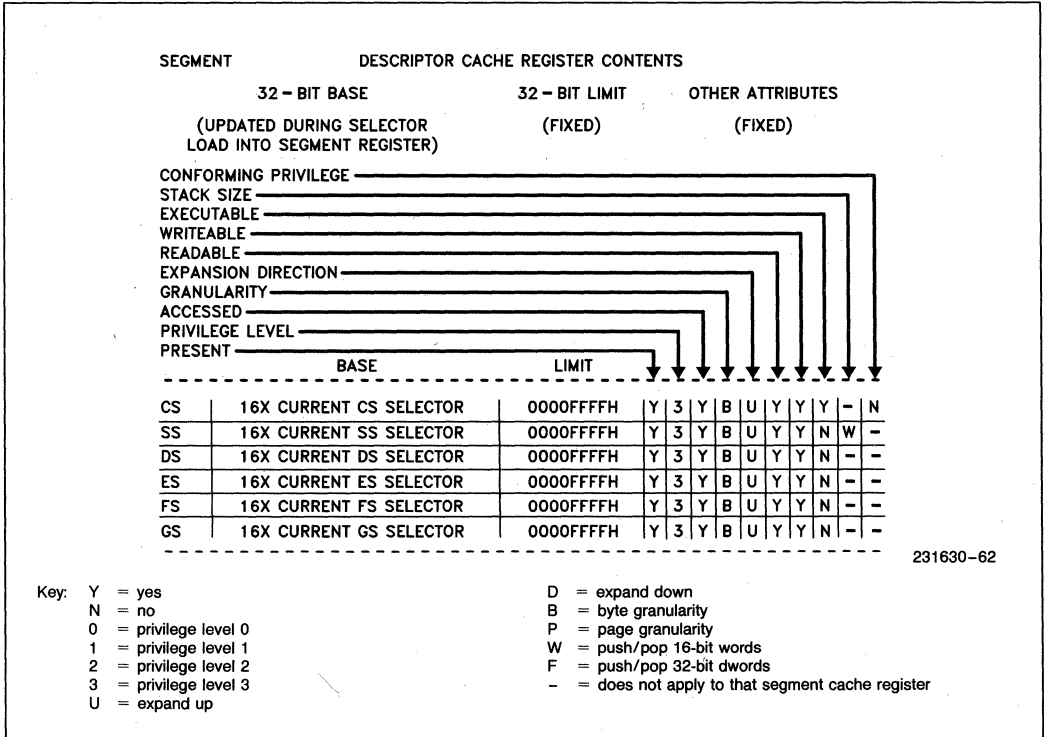 SEGMENT DESCRIPTOR CACHE REGISTER CONTENTS
32 – BIT BASE 32 – BIT LIMIT OTHER ATTRIBUTES
(UPDATED DURING SELECTOR (FIXED) (FIXED)
LOAD INTO SEGMENT REGISTER)
CONFORMING PRIVILEGE
STACK SIZE
EXECUTABLE
WRITEABLE
READABLE
EXPANSION DIRECTION
GRANULARITY
ACCESSED
PRIVILEGE LEVEL
PRESENT
BASE LIMIT
CS 16X CURRENT CS SELECTOR 0000FFFFH Y 3 Y B U Y Y Y – N
SS 16X CURRENT SS SELECTOR 0000FFFFH Y 3 Y B U Y Y N W –
DS 16X CURRENT DS SELECTOR 0000FFFFH Y 3 Y B U Y Y N – –
ES 16X CURRENT ES SELECTOR 0000FFFFH Y 3 Y B U Y Y N – –
FS 16X CURRENT FS SELECTOR 0000FFFFH Y 3 Y B U Y Y N – –
GS 16X CURRENT GS SELECTOR 0000FFFFH Y 3 Y B U Y Y N – –
231630–62
Key: Y = yes
N = no
0 = privilege level 0
1 = privilege level 1
2 = privilege level 2
3 = privilege level 3
U = expand up
D = expand down
B = byte granularity
P = page granularity
W = push/pop 16-bit words
F = push/pop 32-bit dwords
– = does not apply to that segment cache register